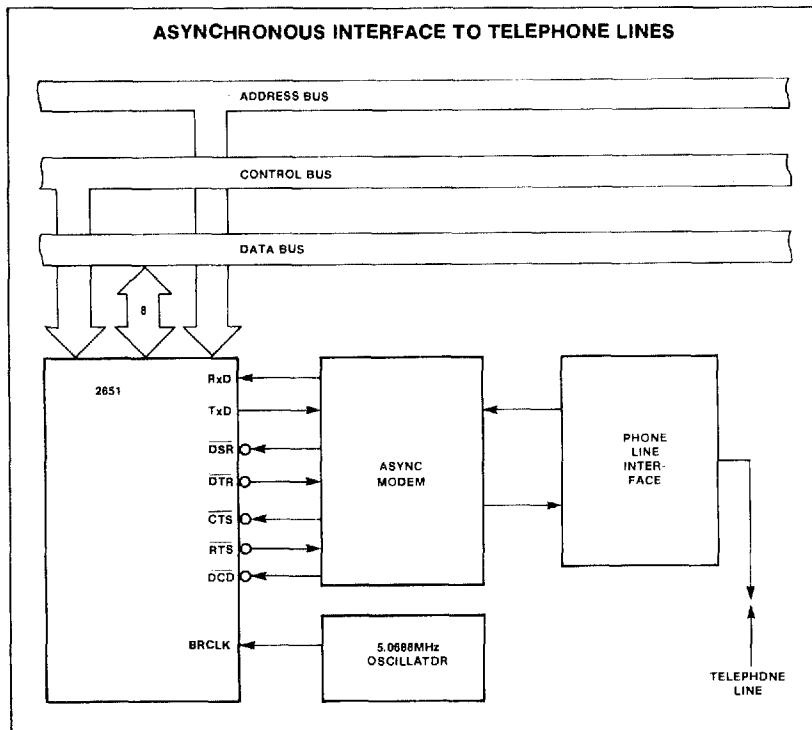 ASYNCHRONOUS INTERFACE TO TELEPHONE LINES
ADDRESS BUS
CONTROL BUS
DATA BUS
8
2651
RxD
TxD
DSR
DTR
CTS
RTS
DCD
BRCLK
ASYNC
MODEM
PHONE
LINE
INTER-
FACE
5.0688MHz
OSCILLATOR
TELEPHONE
LINE